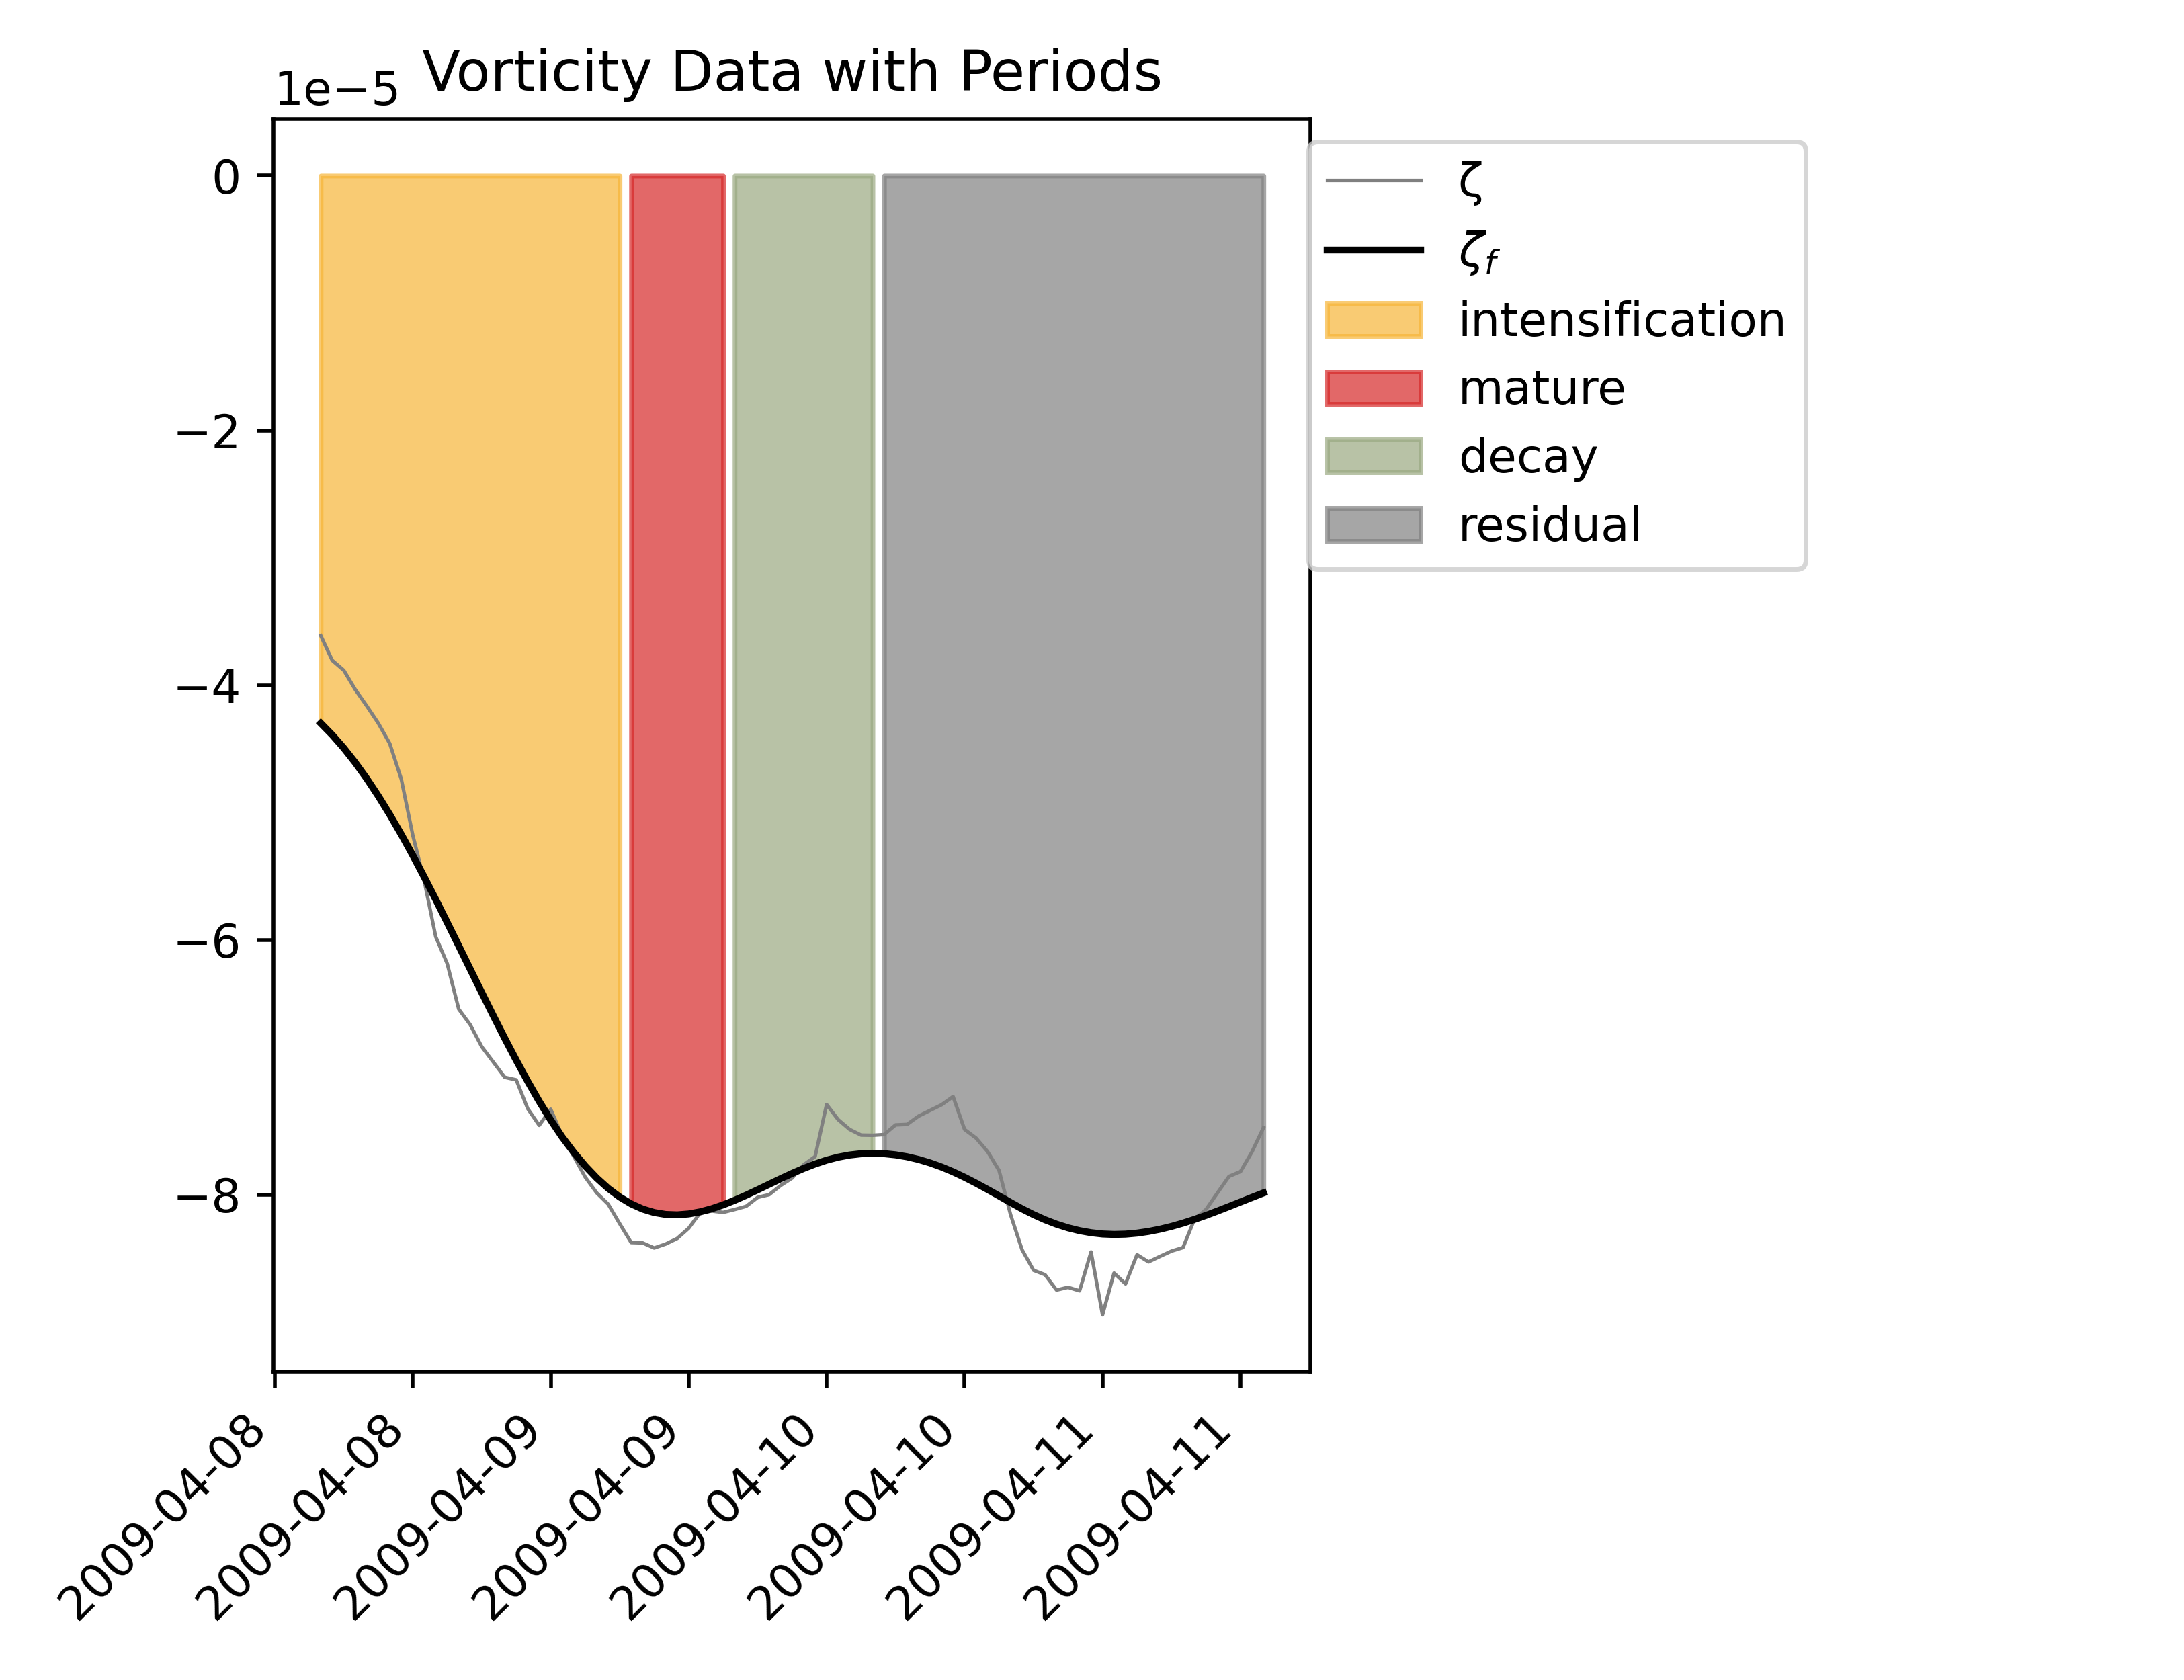 Vorticity Data with Periods
1e−5
0
−2
−4
−6
−8
ζ
ζf
intensification
mature
decay
residual
2009-04-08
2009-04-08
2009-04-09
2009-04-09
2009-04-10
2009-04-10
2009-04-11
2009-04-11